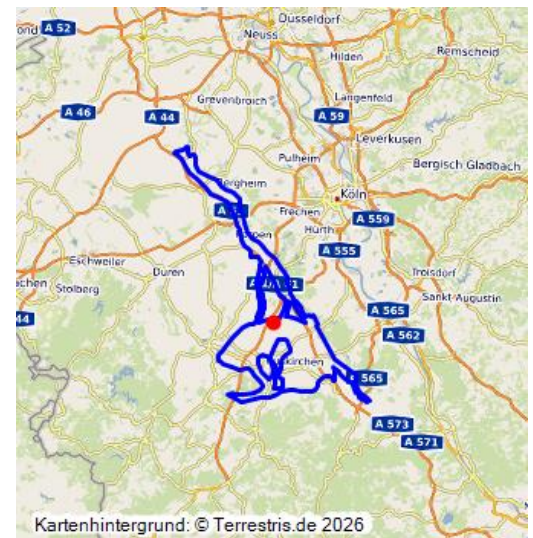 Düsseldorf
A 52
Neuss
Remscheid
Hilden
Grevenbroich
Langenfeld
A 46
A 44
A 59
Leverkusen
Pulheim
Bergisch Gladbach
Bergheim
Köln
Frechen
A 559
Hürth
A 555
Eschweiler
Düren
Troisdorf
Stolberg
A 565
Sankt Augustin
44
A 562
A 565
A 573
A 571
Kartenhintergrund: © Terrestris.de 2026